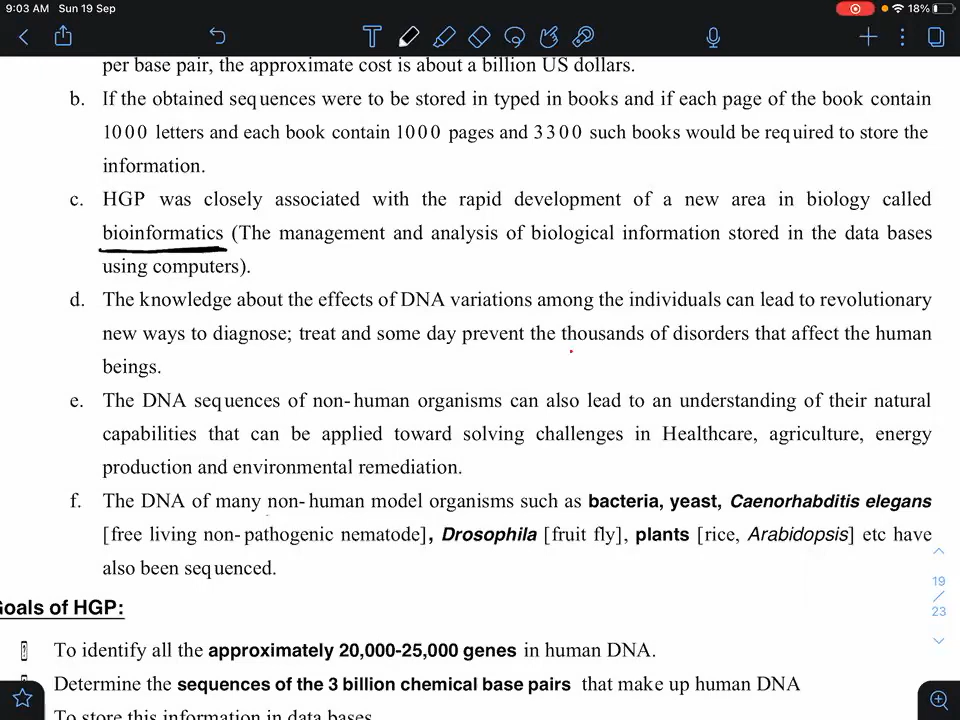 9:03 AM Sun 19 Sep
18%
per base pair, the approximate cost is about a billion US dollars.
b. If the obtained sequences were to be stored in typed in books and if each page of the book contain
1000 letters and each book contain 1000 pages and 3300 such books would be required to store the
information.
c. HGP was closely associated with the rapid development of a new area in biology called
bioinformatics (The management and analysis of biological information stored in the data bases
using computers).
d. The knowledge about the effects of DNA variations among the individuals can lead to revolutionary
new ways to diagnose; treat and some day prevent the thousands of disorders that affect the human
beings.
e. The DNA sequences of non-human organisms can also lead to an understanding of their natural
capabilities that can be applied toward solving challenges in Healthcare, agriculture, energy
production and environmental remediation.
f. The DNA of many non-human model organisms such as bacteria, yeast, Caenorhabditis elegans
[free living non-pathogenic nematode], Drosophila [fruit fly], plants [rice, Arabidopsis] etc have
also been sequenced.
19
/
23
Goals of HGP:
To identify all the approximately 20,000-25,000 genes in human DNA.
Determine the sequences of the 3 billion chemical base pairs that make up human DNA
To store this information in data bases